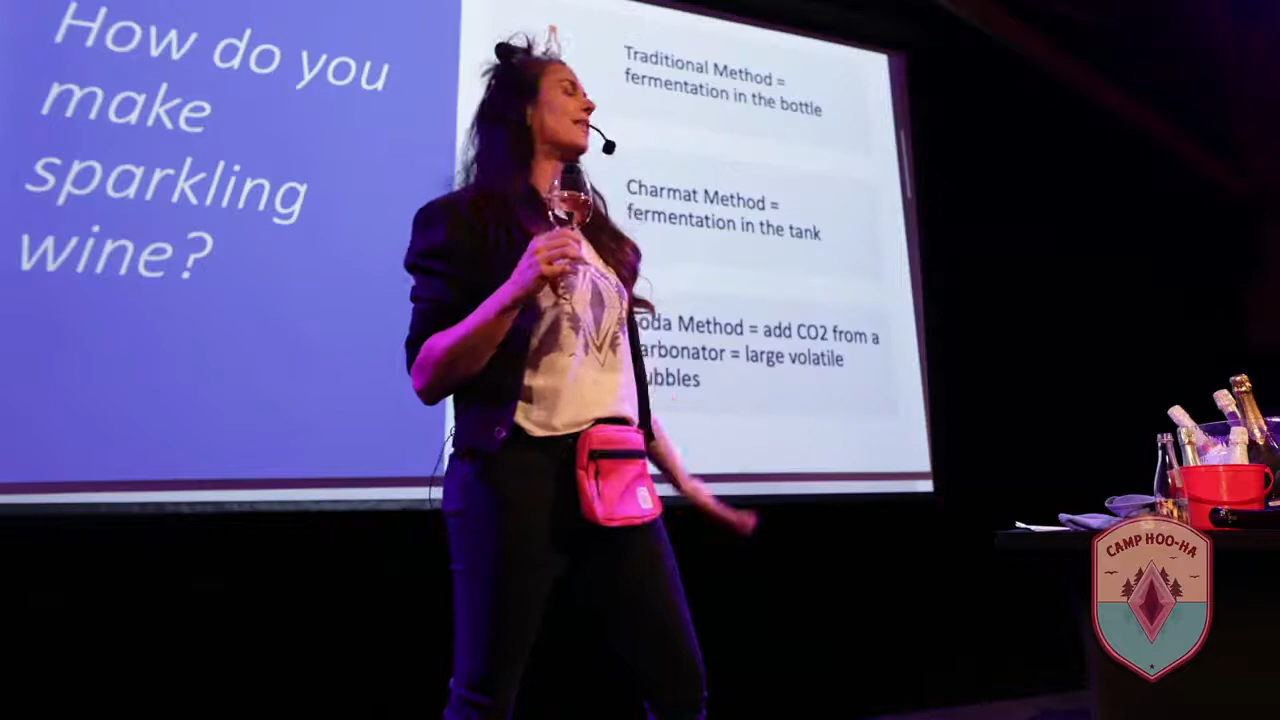 How do you
make
sparkling
wine?
Traditional Method =
fermentation in the bottle
Charmat Method =
fermentation in the tank
Method = add CO2 from a
= large volatile
CAMP HOO-HA